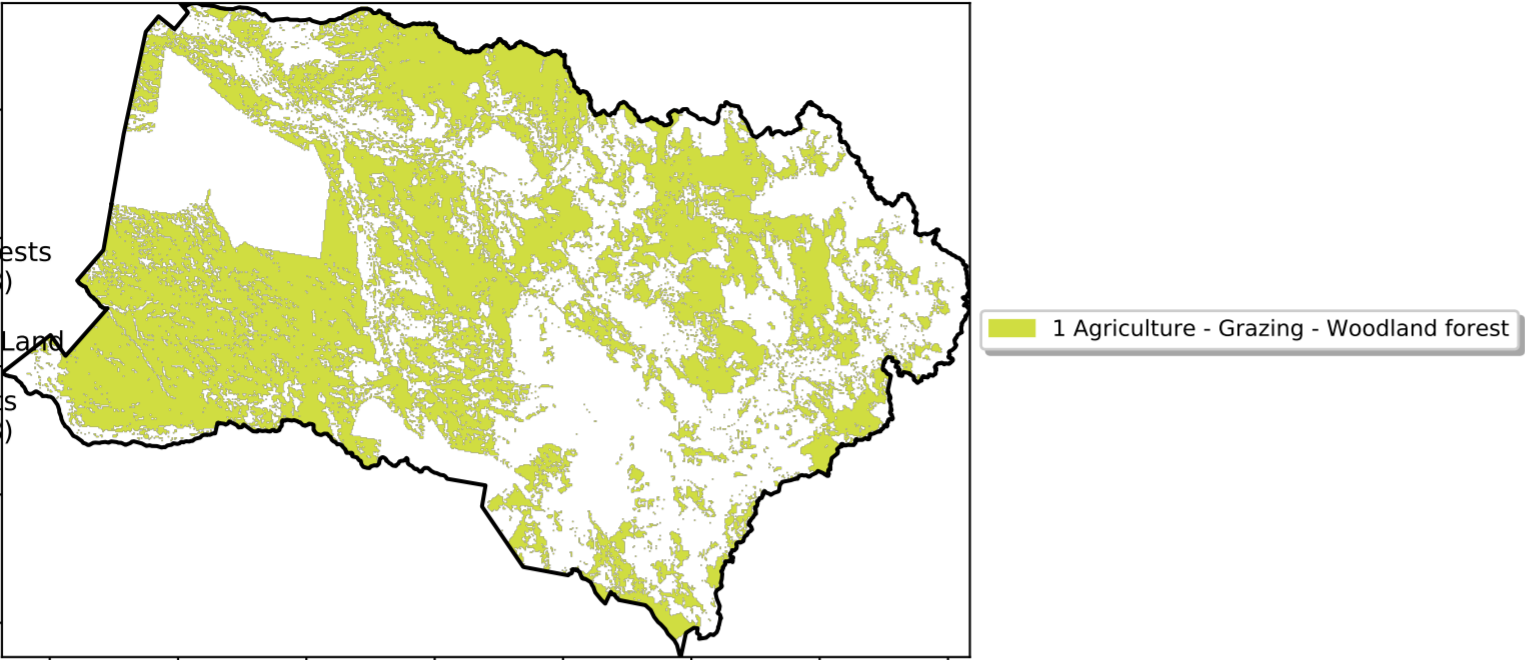 ests
)
Land
s
)
1 Agriculture - Grazing - Woodland forest